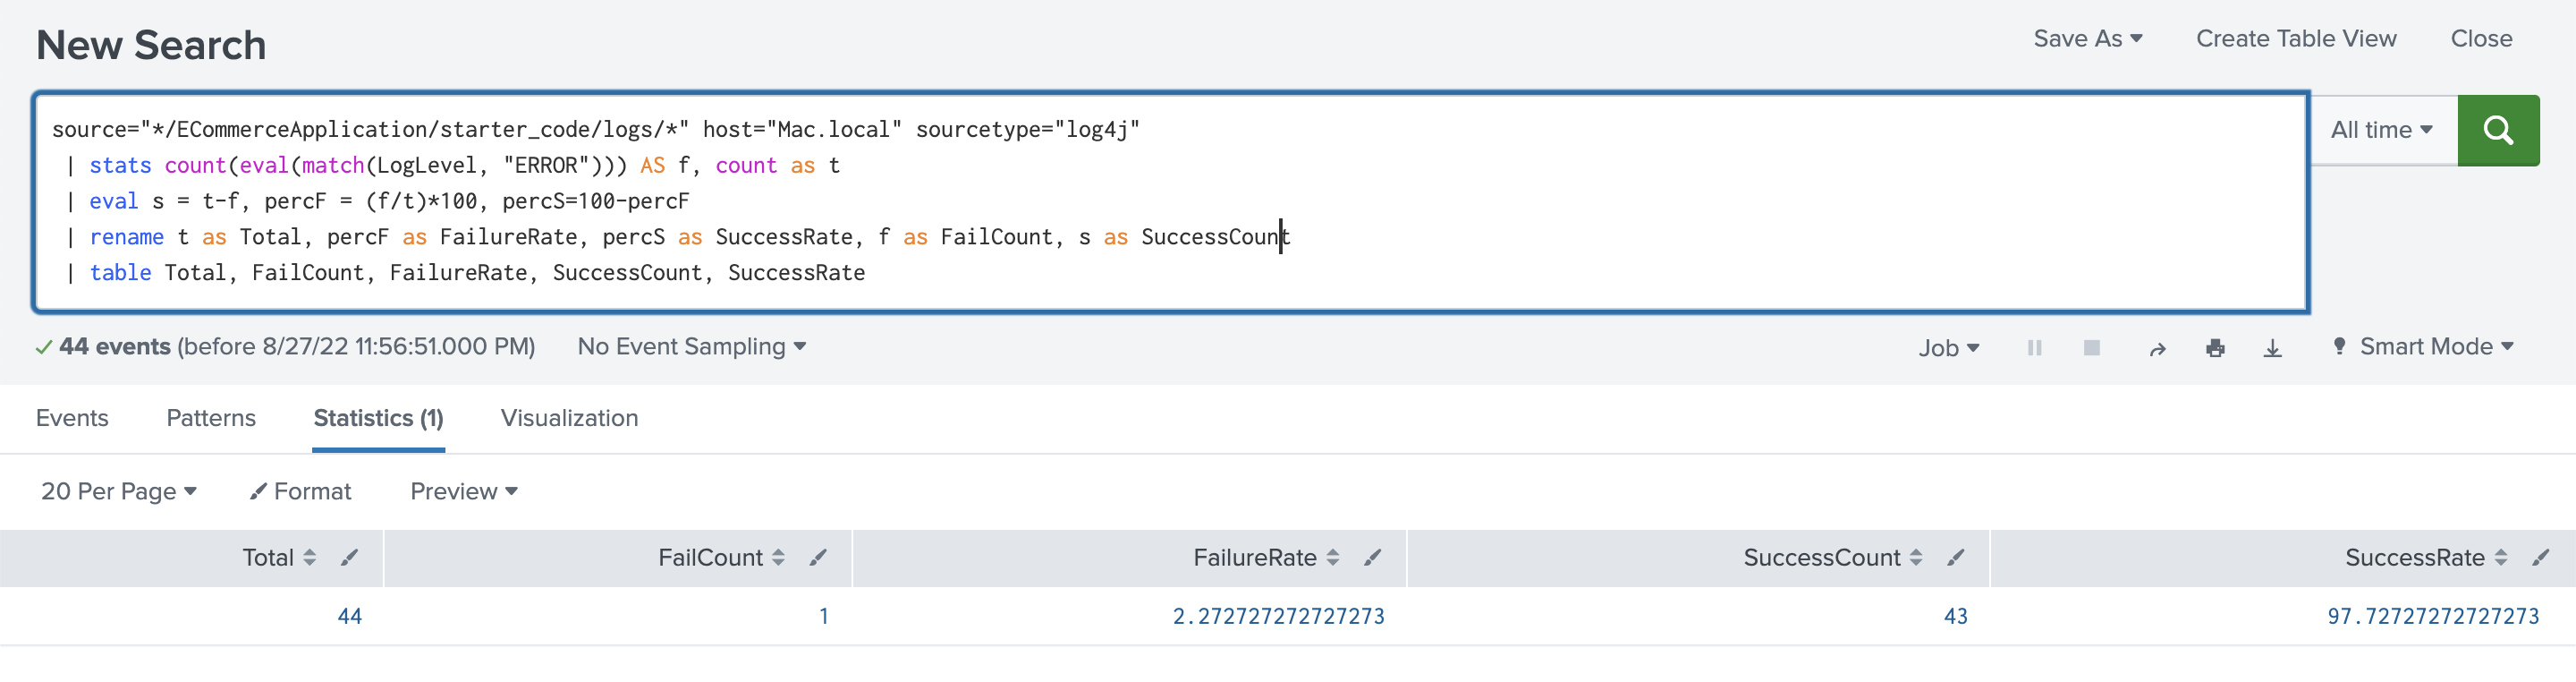 New Search
Save As Create Table View Close
source="*/ECommerceApplication/starter_code/logs/*" host="Mac.local" sourcetype="log4j"
| stats count(eval(match(LogLevel, "ERROR"))) AS f, count as t
| eval s = t-f, percF = (f/t)*100, percS=100-percF
| rename t as Total, percF as FailureRate, percS as SuccessRate, f as FailCount, s as SuccessCount
| table Total, FailCount, FailureRate, SuccessCount, SuccessRate
All time
44 events (before 8/27/22 11:56:51.000 PM) No Event Sampling Job Smart Mode
Events Patterns Statistics (1) Visualization
20 Per Page Format Preview
Total FailCount FailureRate SuccessCount SuccessRate
44 1 2.272727272727273 43 97.72727272727273